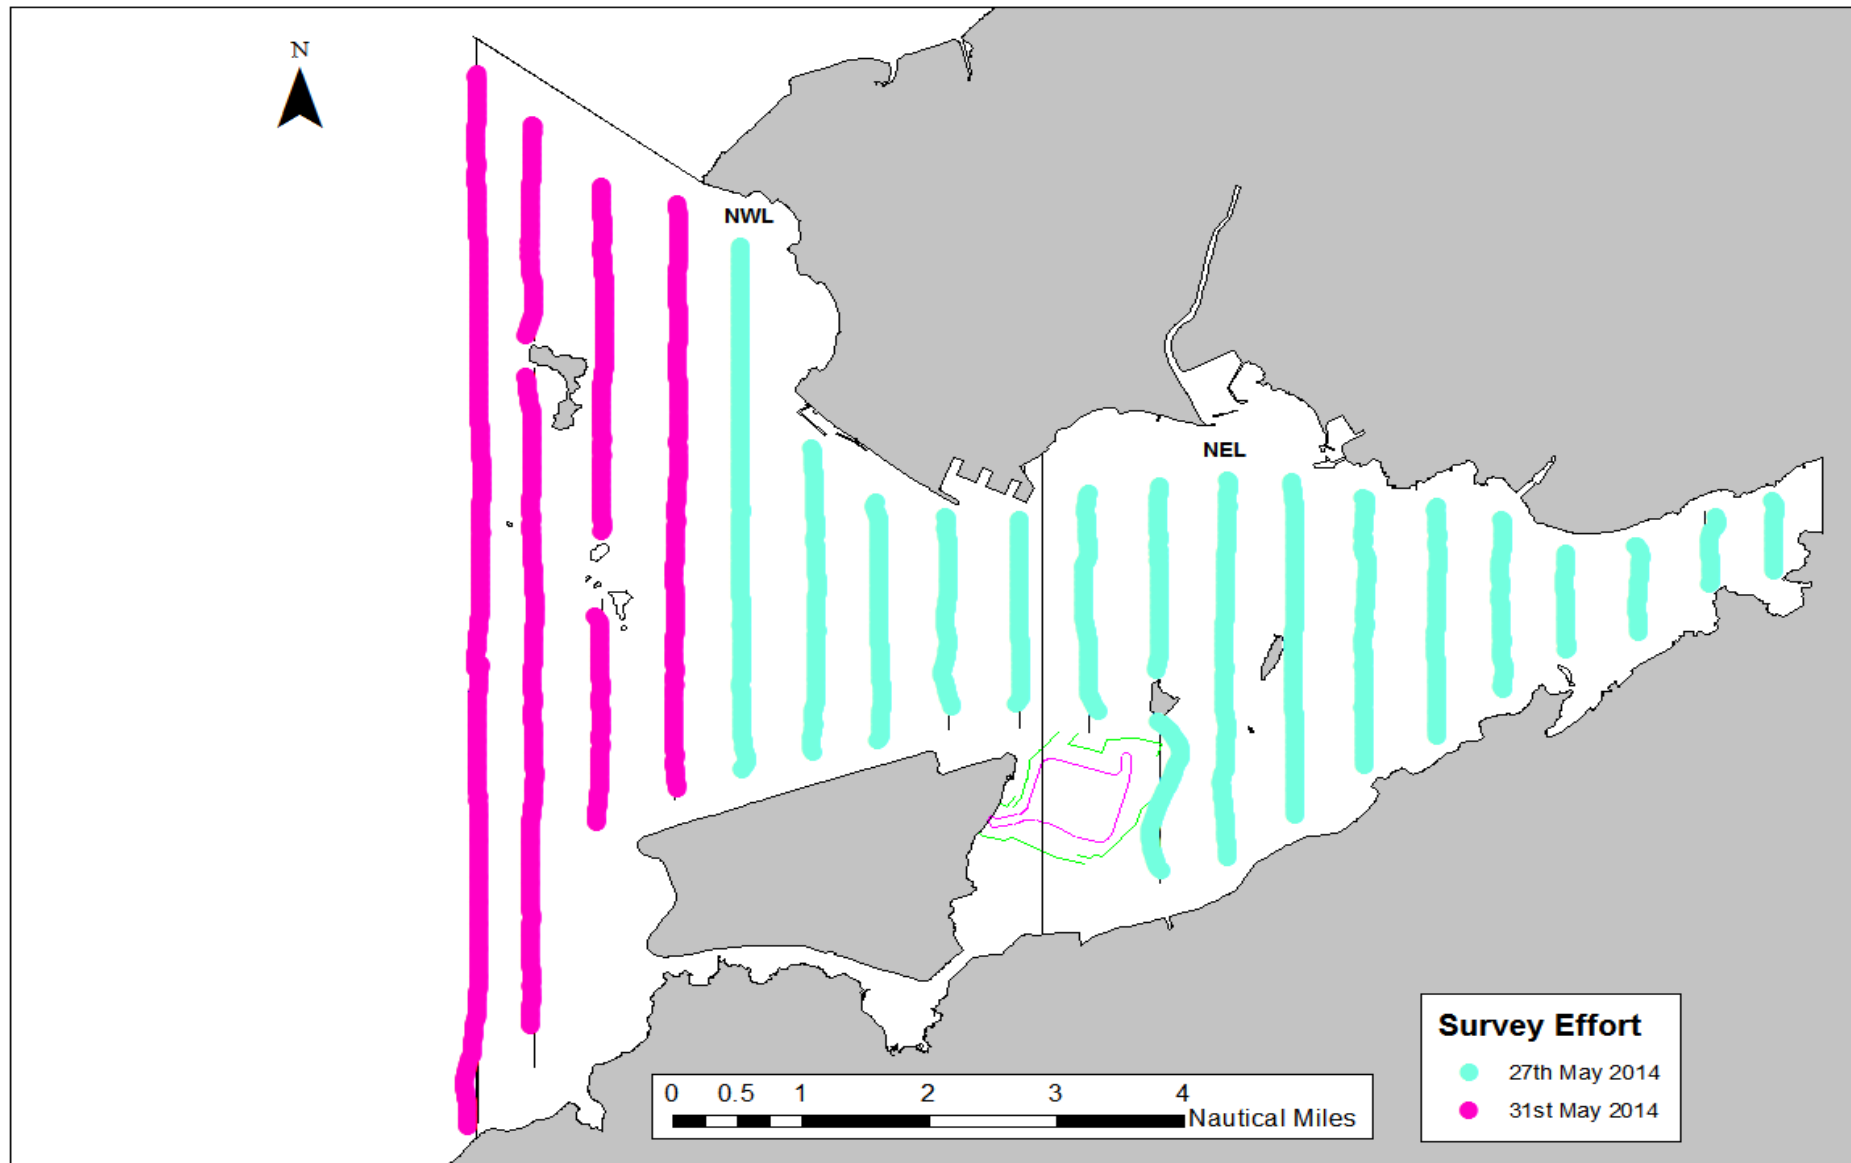 N
NWL
NEL
Survey Effort
27th May 2014
31st May 2014
0 0.5 1 2 3 4
Nautical Miles